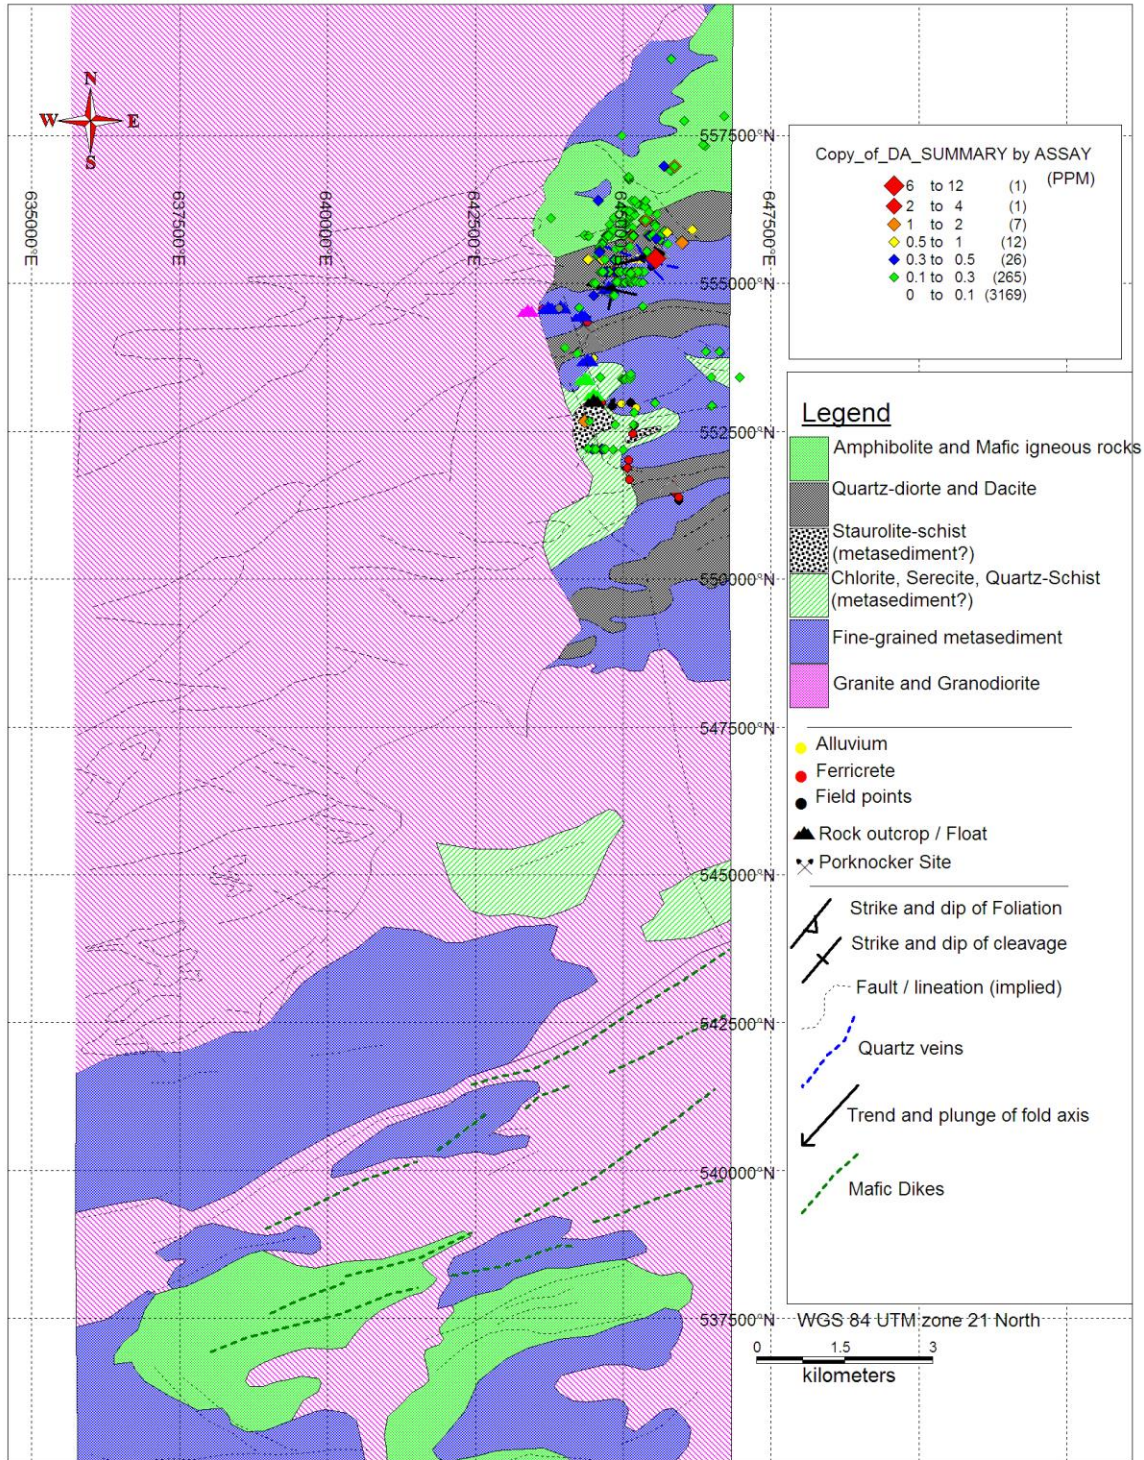 N
W E
S
557500°N
635000°E
637500°E
640000°E
642500°E
645000°E
647500°E
555000°N
552500°N
550000°N
547500°N
545000°N
542500°N
540000°N
537500°N
Copy_of_DA_SUMMARY by ASSAY
(PPM)
6 to 12 (1)
2 to 4 (1)
1 to 2 (7)
0.5 to 1 (12)
0.3 to 0.5 (26)
0.1 to 0.3 (265)
0 to 0.1 (3169)
Legend
Amphibolite and Mafic igneous rocks
Quartz-diorte and Dacite
Staurolite-schist
(metasediment?)
Chlorite, Serecite, Quartz-Schist
(metasediment?)
Fine-grained metasediment
Granite and Granodiorite
Alluvium
Ferricrete
Field points
Rock outcrop / Float
Porknocker Site
Strike and dip of Foliation
Strike and dip of cleavage
Fault / lineation (implied)
Quartz veins
Trend and plunge of fold axis
Mafic Dikes
WGS 84 UTM zone 21 North
0 1.5 3
kilometers